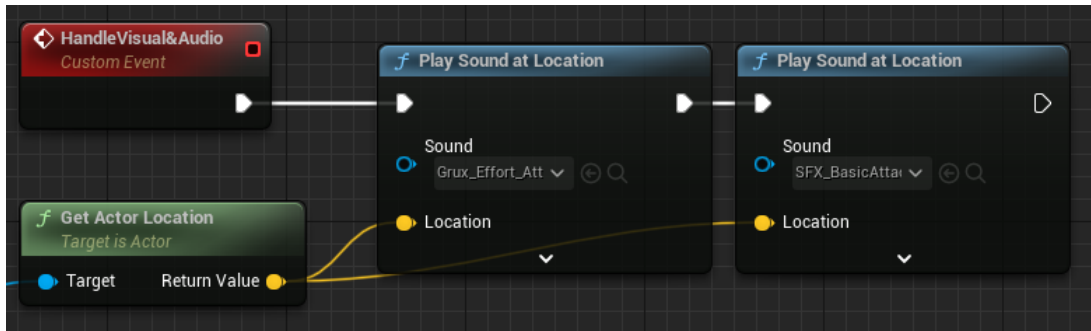 HandleVisual&Audio
Custom Event
f Play Sound at Location
f Play Sound at Location
Sound
Grux_Effort_Att
Sound
SFX_BasicAtta
Location
Location
f Get Actor Location
Target is Actor
Target Return Value